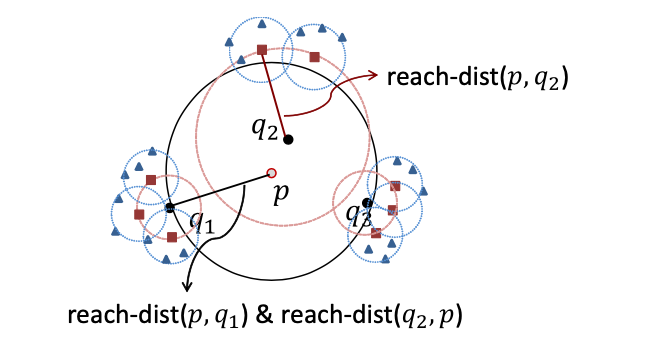 reach-dist(p, q₂)
q₂
p
q₁
q₃
reach-dist(p, q₁) & reach-dist(q₂, p)